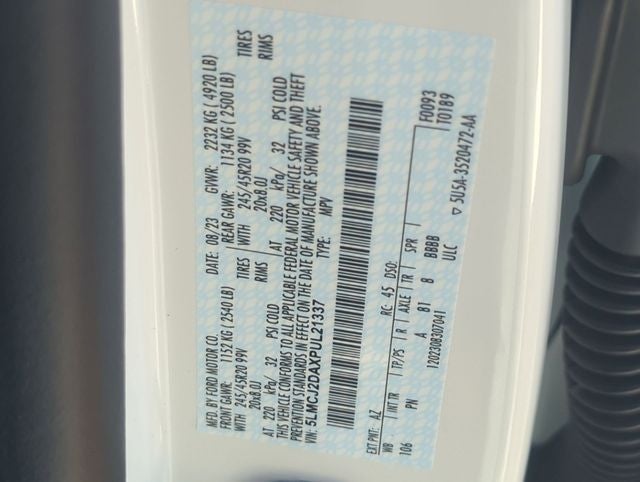 MFD. BY FORD MOTOR CO. DATE: 08/23 GVWR: 2232 KG ( 4920 LB)
FRONT GAWR: 1152 KG ( 2540 LB) REAR GAWR: 1134 KG ( 2500 LB)
WITH 245/45R20 99V TIRES WITH 245/45R20 99V TIRES
20x8.0J RIMS 20x8.0J RIMS
AT 220 kPa/ 32 PSI COLD AT 220 kPa/ 32 PSI COLD
THIS VEHICLE CONFORMS TO ALL APPLICABLE FEDERAL MOTOR VEHICLE SAFETY AND THEFT
PREVENTION STANDARDS IN EFFECT ON THE DATE OF MANUFACTURE SHOWN ABOVE.
VIN: 5LMCJ2DAXPUL21337 TYPE: MPV
F0093
T0189
EXT PNT: AZ RC: 45 DSO:
WB INT TR TP/PS R AXLE TR SPR
106 PN A B1 B BBBB
1202308307041 ULC
5U5A-3520472-AA